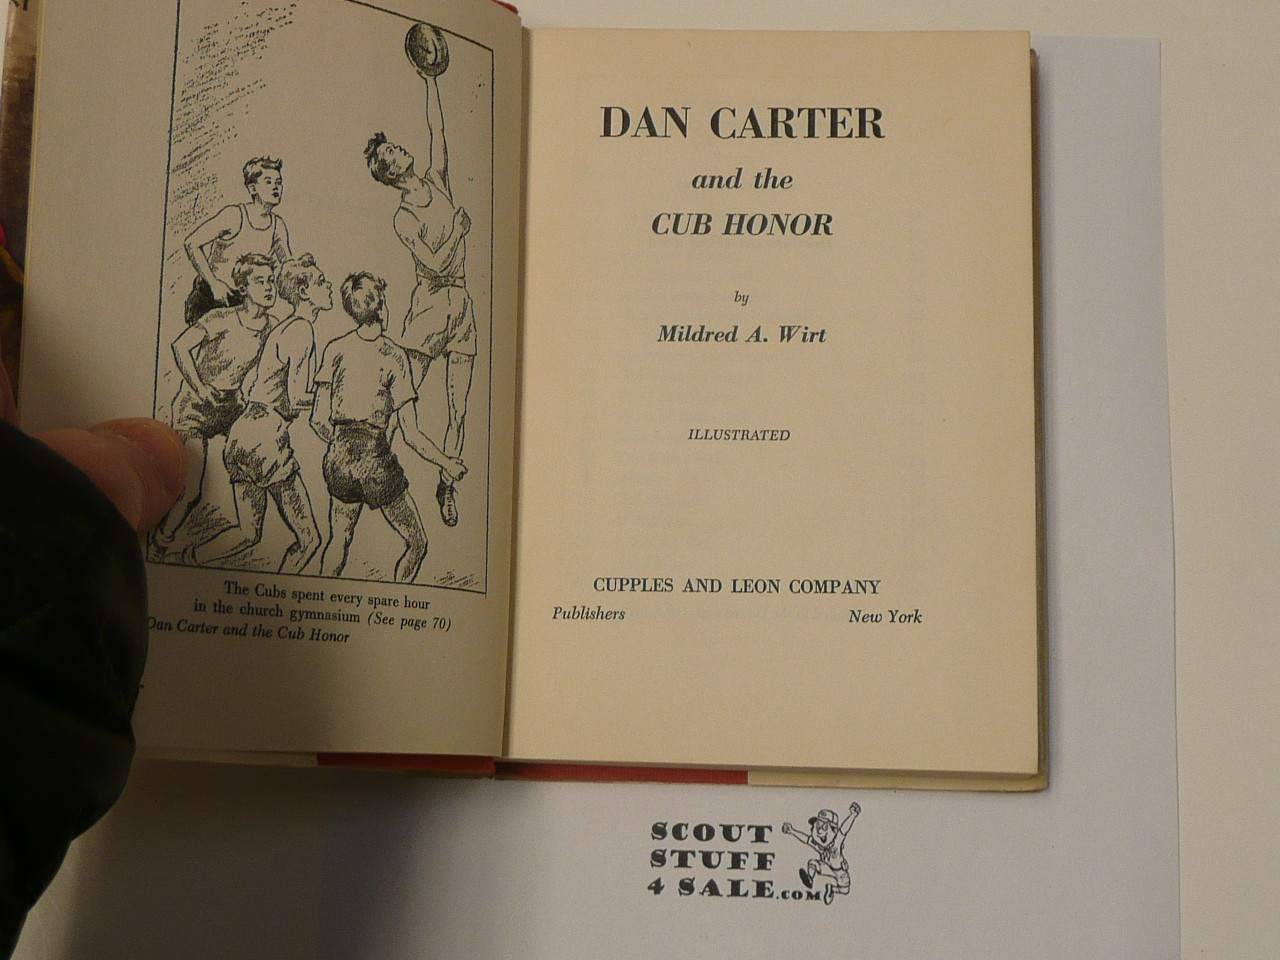 The Cubs spent every spare hour
in the church gymnasium (See page 70)
Dan Carter and the Cub Honor
DAN CARTER
and the
CUB HONOR
by
Mildred A. Wirt
ILLUSTRATED
CUPPLES AND LEON COMPANY
Publishers New York
SCOUT
STUFF
4 SALE.COM